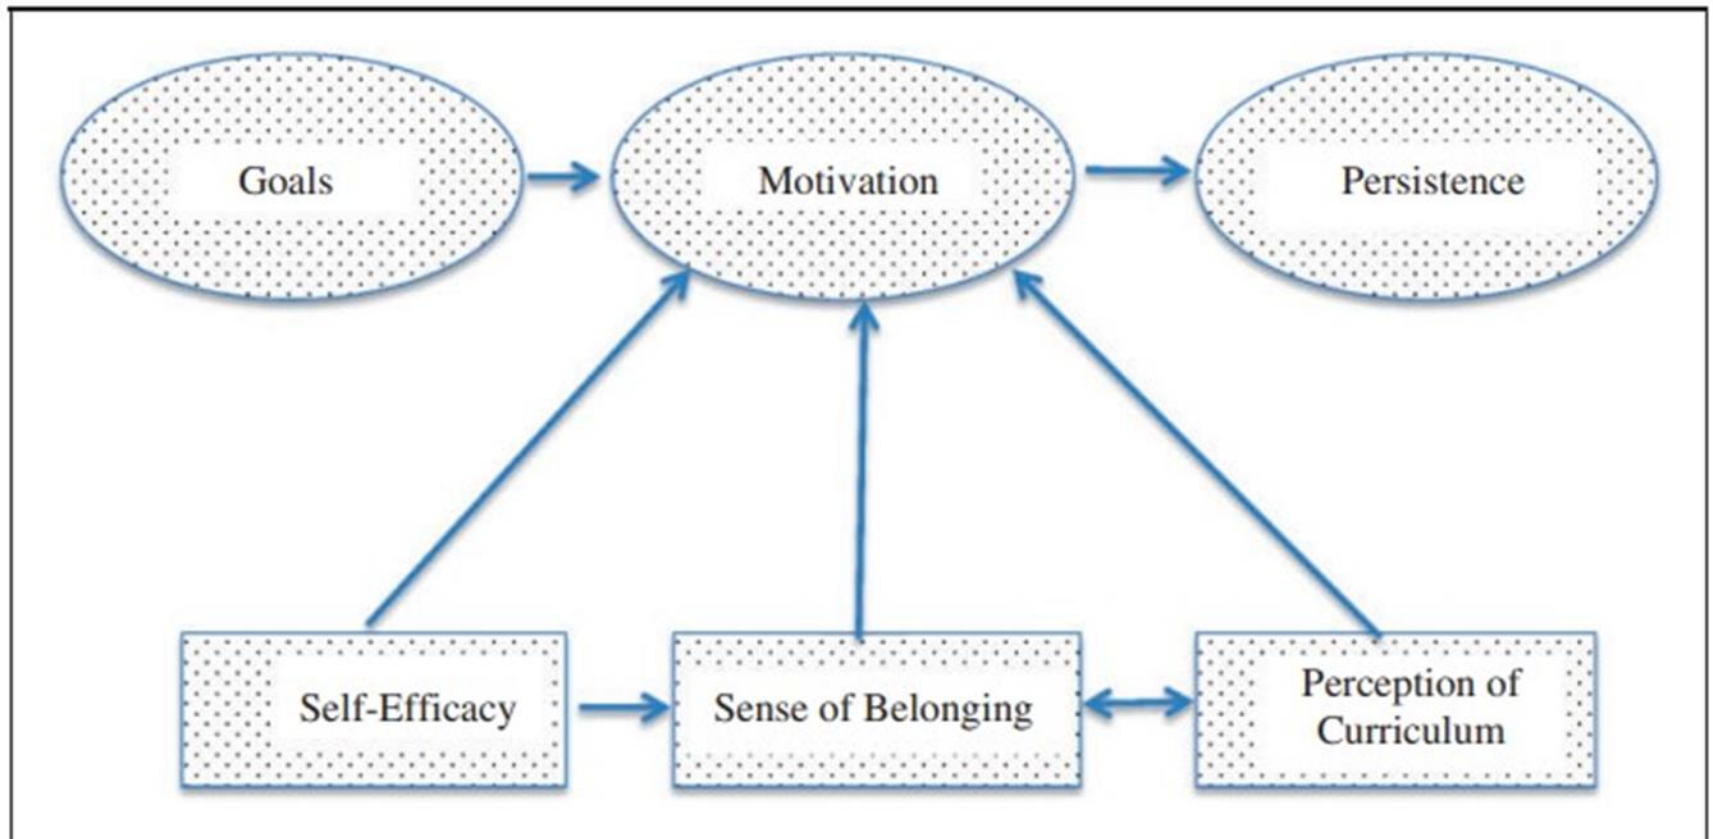 Goals
Motivation
Persistence
Self-Efficacy
Sense of Belonging
Perception of
Curriculum